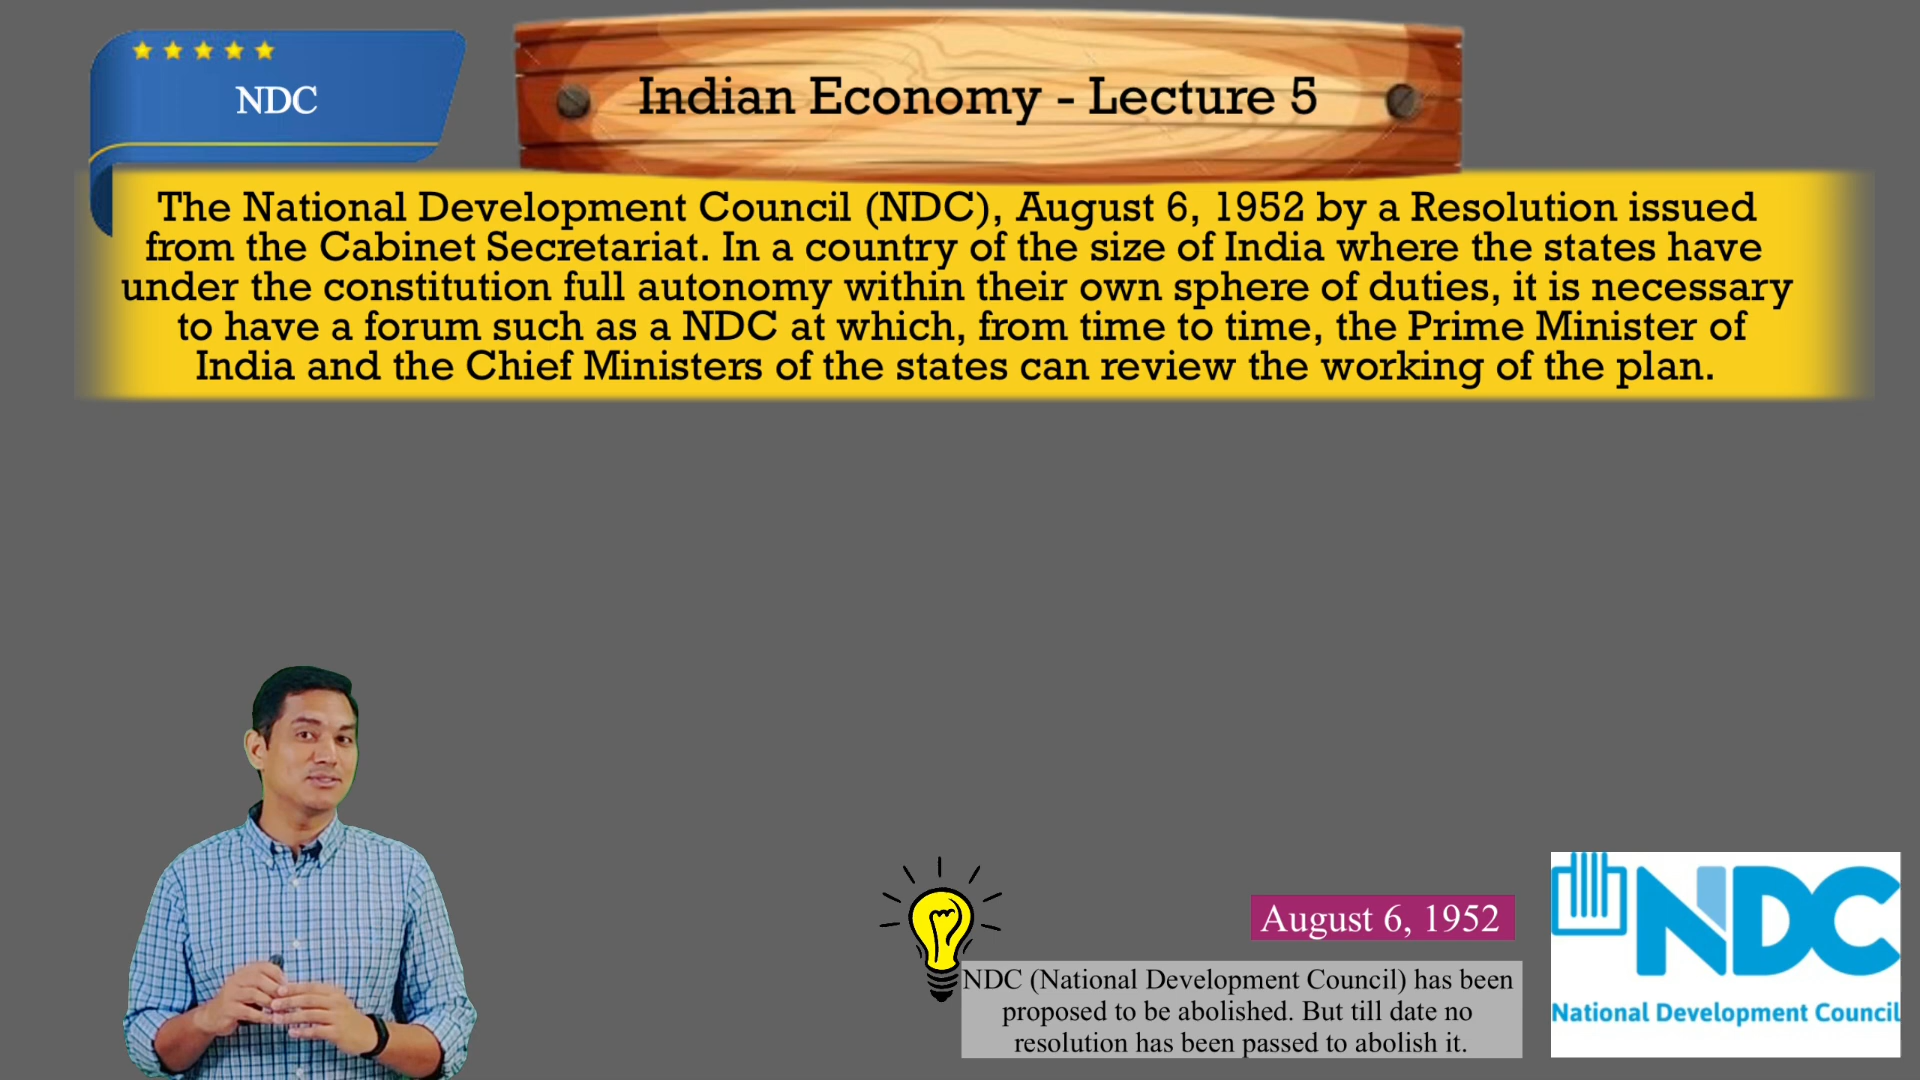 NDC
Indian Economy - Lecture 5
The National Development Council (NDC), August 6, 1952 by a Resolution issued
from the Cabinet Secretariat. In a country of the size of India where the states have
under the constitution full autonomy within their own sphere of duties, it is necessary
to have a forum such as a NDC at which, from time to time, the Prime Minister of
India and the Chief Ministers of the states can review the working of the plan.
August 6, 1952
NDC (National Development Council) has been
proposed to be abolished. But till date no
resolution has been passed to abolish it.
NDC
National Development Council